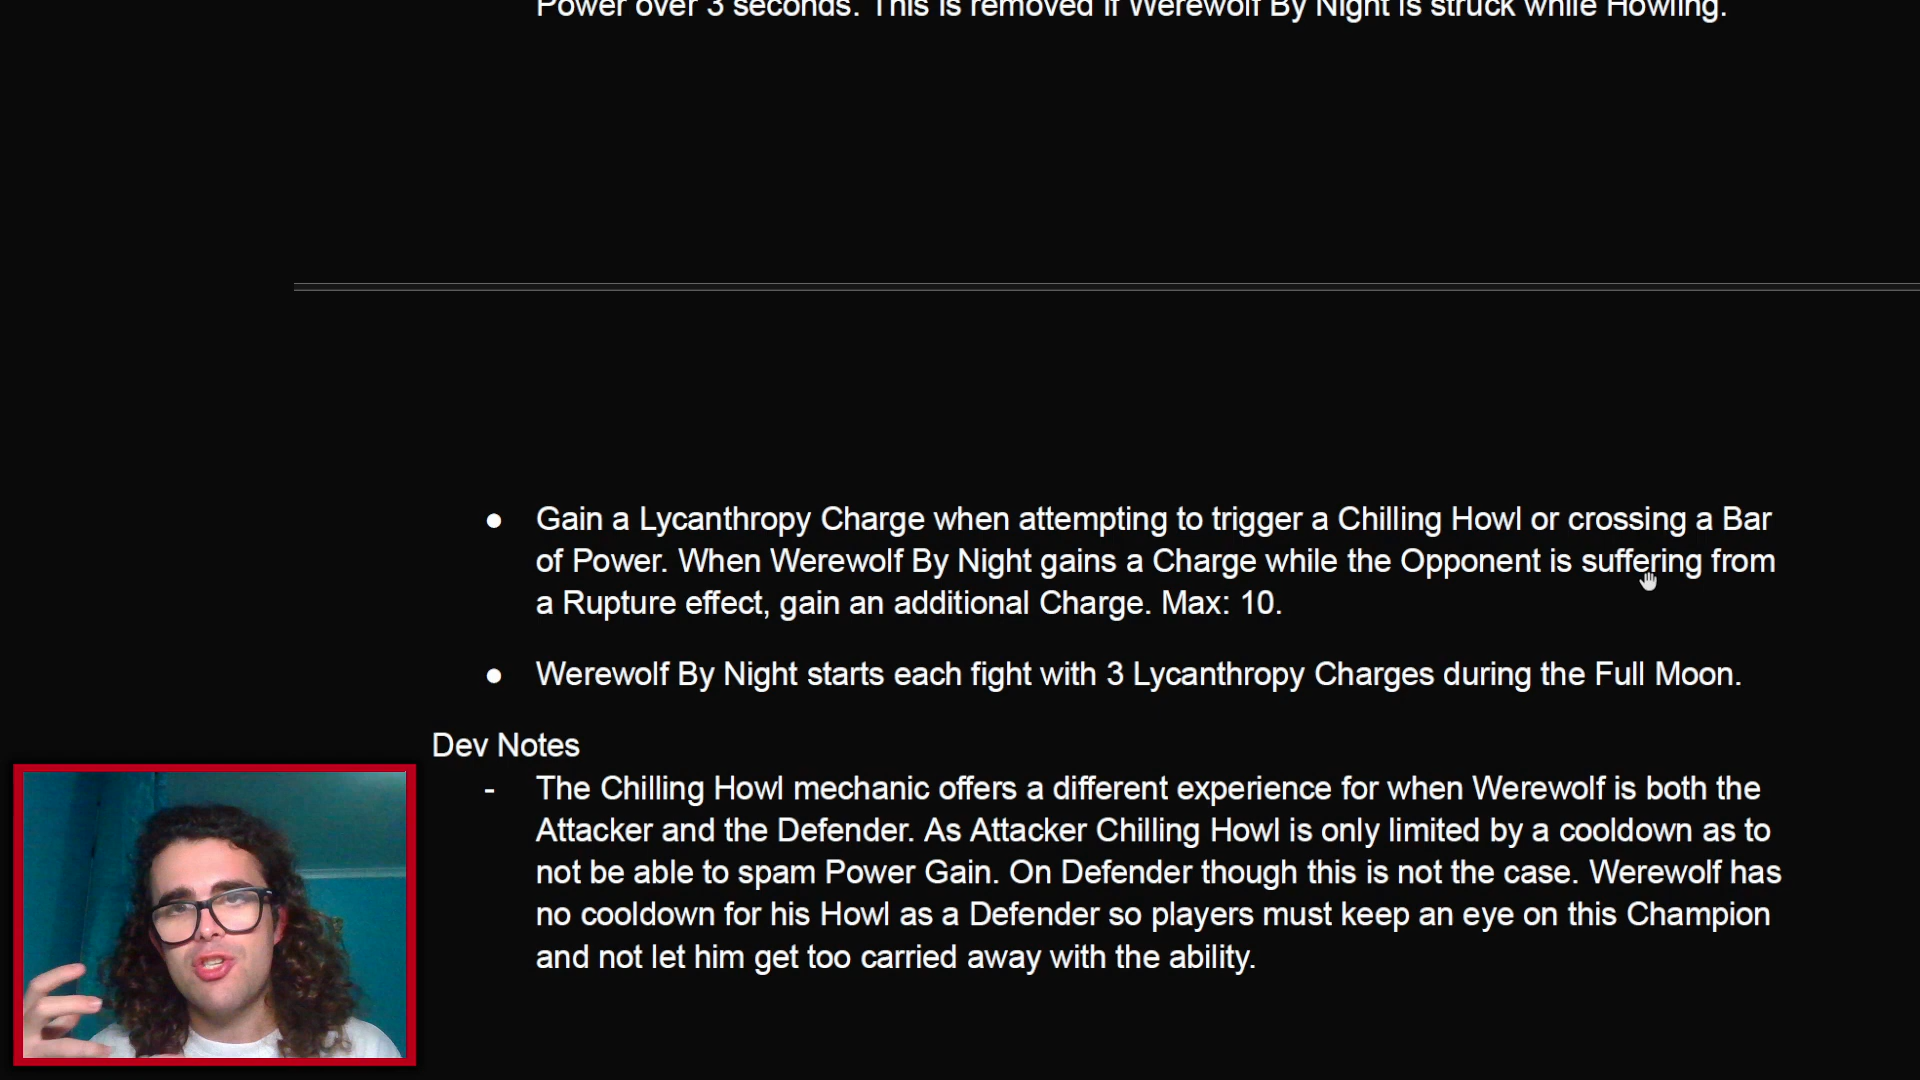 Power over 3 seconds. This is removed if Werewolf By Night is struck while Howling.
● Gain a Lycanthropy Charge when attempting to trigger a Chilling Howl or crossing a Bar
of Power. When Werewolf By Night gains a Charge while the Opponent is suffering from
a Rupture effect, gain an additional Charge. Max: 10.
● Werewolf By Night starts each fight with 3 Lycanthropy Charges during the Full Moon.
Dev Notes
- The Chilling Howl mechanic offers a different experience for when Werewolf is both the
Attacker and the Defender. As Attacker Chilling Howl is only limited by a cooldown as to
not be able to spam Power Gain. On Defender though this is not the case. Werewolf has
no cooldown for his Howl as a Defender so players must keep an eye on this Champion
and not let him get too carried away with the ability.